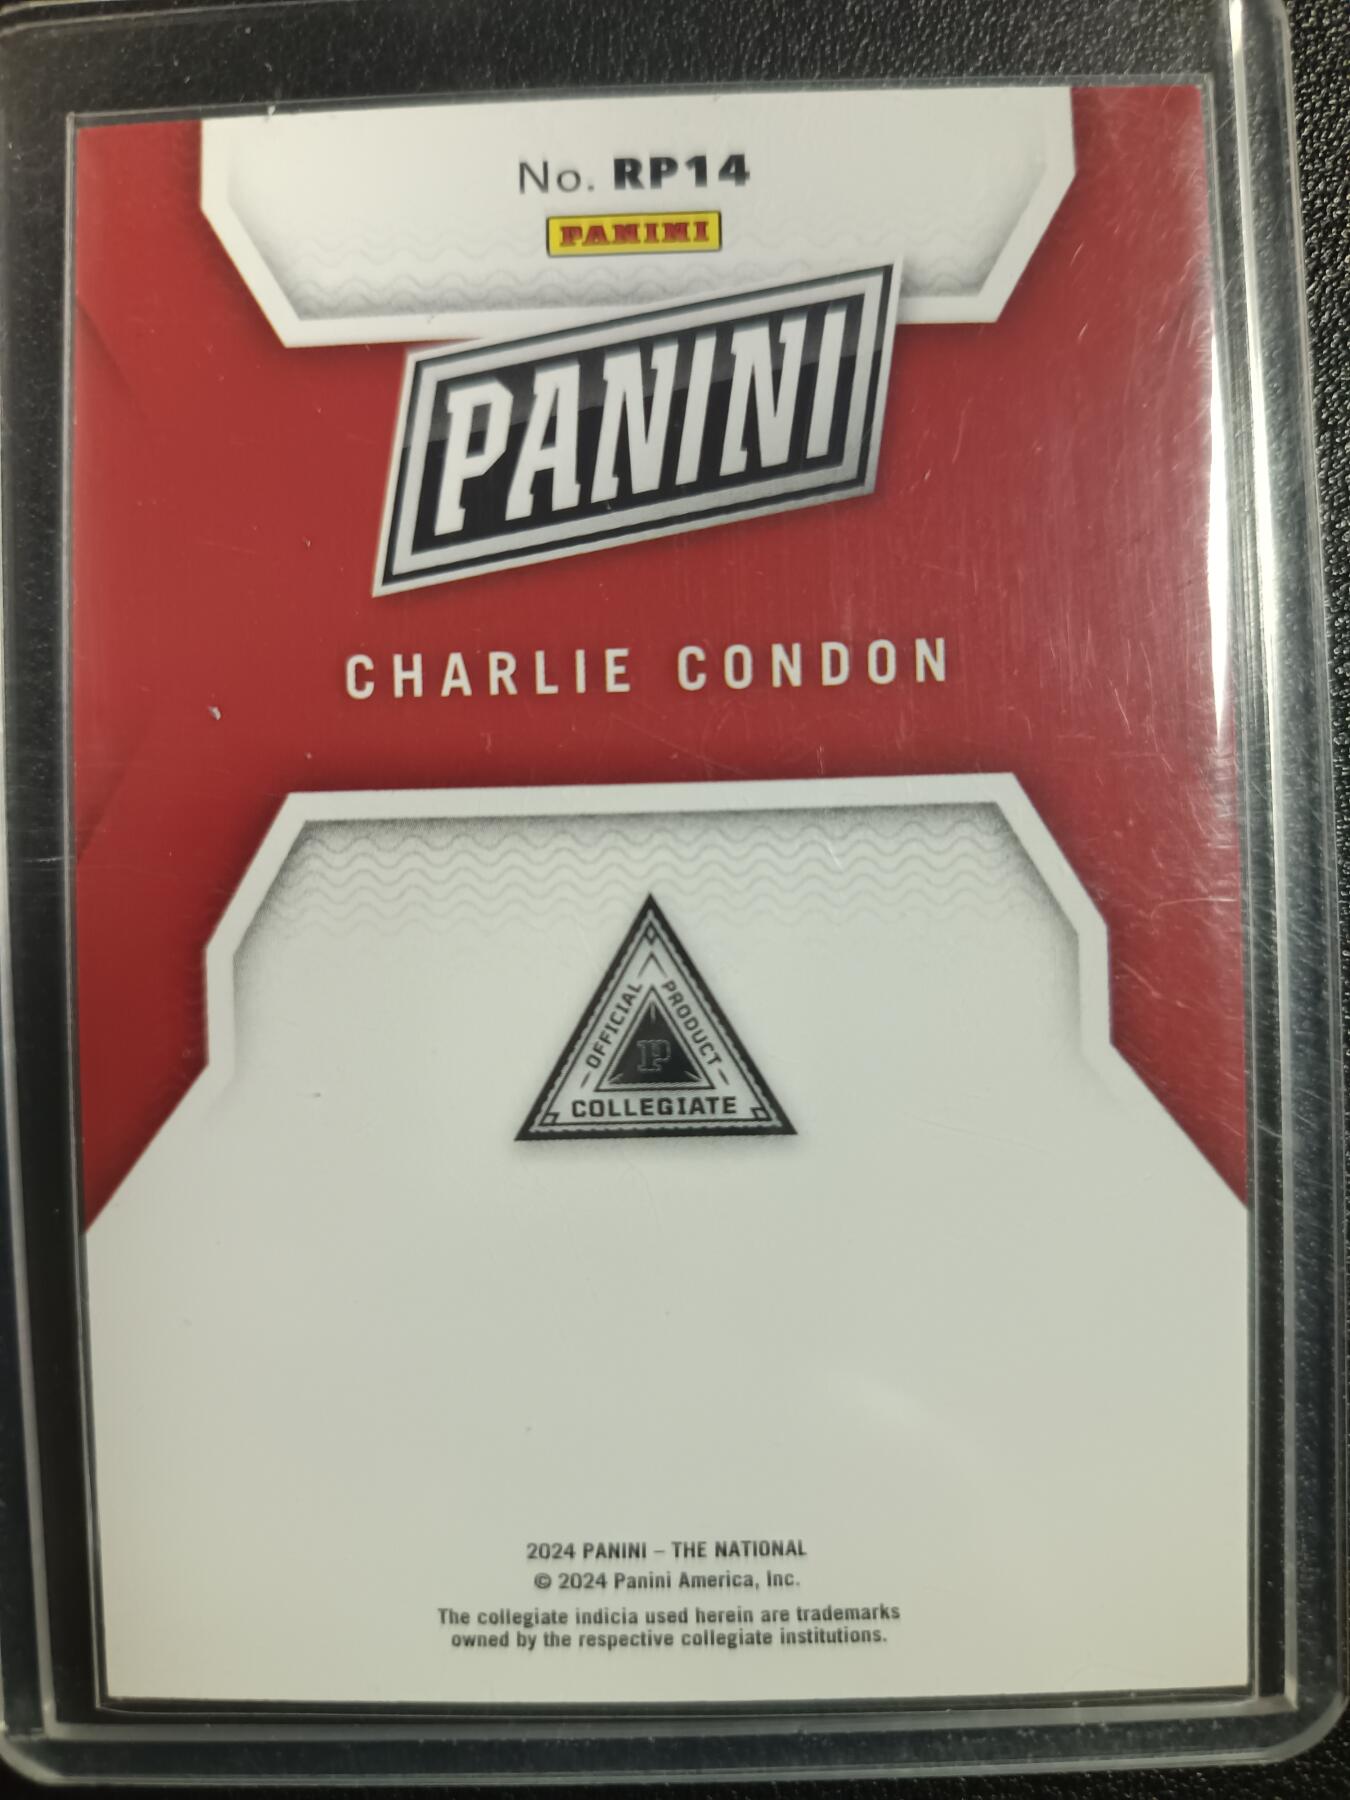 No. RP14
PANINI
PANINI
CHARLIE CONDON
OFFICIAL PRODUCT
P
COLLEGIATE
2024 PANINI – THE NATIONAL
© 2024 Panini America, Inc.
The collegiate indicia used herein are trademarks
owned by the respective collegiate institutions.